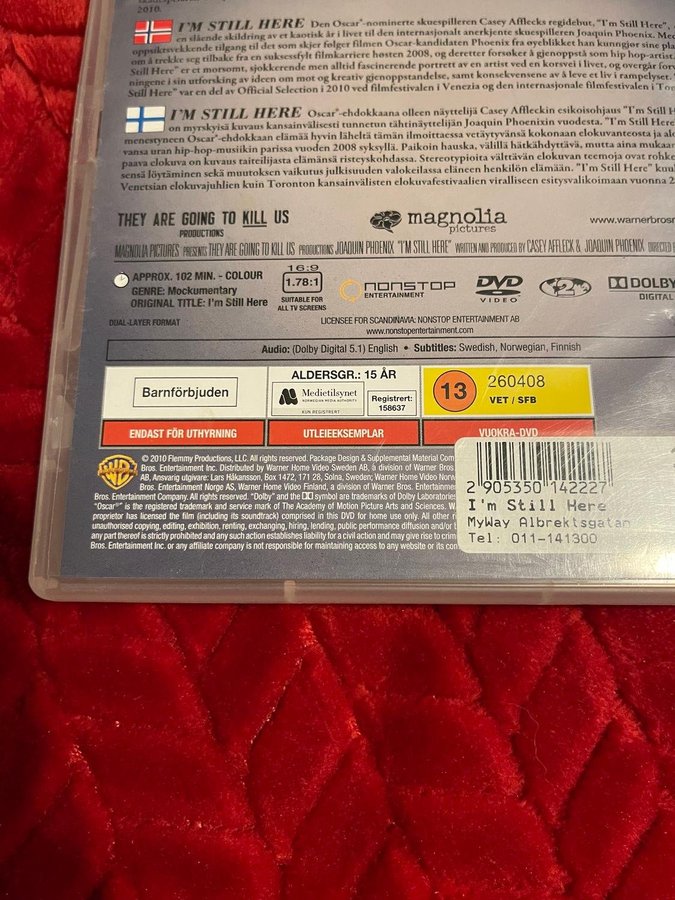 2010.
I'M STILL HERE Den Oscar®-nominerte skuespilleren Casey Afflecks regidebut, "I'm Still Here",
en slående skildring av et kaotisk år i livet til den internasjonalt anerkjente skuespilleren Joaquin Phoenix. Med
oppsiktsvekkende tilgang til det som skjer følger filmen Oscar-kandidaten Phoenix fra øyeblikket han kunngjør sine
om å trekke seg tilbake fra en suksessfylt filmkarriere høsten 2008, og deretter forsøker å gjenoppstå som hip hop-artist.
Still Here" er et morsomt, sjokkerende men alltid fascinerende portrett av en artist ved en korsvei i livet, og overgår
ningene i sin utforsking av ideen om mot og kreativ gjenoppstandelse, samt konsekvensene av å leve et liv i rampelyset.
Still Here" var en del av Official Selection i 2010 ved filmfestivalen i Venezia og den internasjonale filmfestivalen i
I'M STILL HERE Oscar®-ehdokkaana olleen näyttelijä Casey Affleckin esikoisohjaus "I'm Still
on myrskyisä kuvaus kansainvälisesti tunnetun tähtinäyttelijän Joaquin Phoenixin vuodesta. "I'm Still
menestyneen Oscar®-ehdokkaan elämää hyvin läheltä tämän ilmoittaessa vetäytyvänsä kokonaan elokuvanteosta ja
vansa uran hip-hop-musiikin parissa vuoden 2008 syksyllä. Paikoin hauska, välillä hätkähdyttävä, mutta aina
paava elokuva on kuvaus taiteilijasta elämänsä risteyskohdassa. Stereotypioita välttävän elokuvan teemoja ovat
sensä löytäminen sekä muutoksen vaikutus julkisuuden valokeilassa eläneen henkilön elämään. "I'm Still Here"
Venetsian elokuvajuhlien kuin Toronton kansainvälisten elokuvafestivaalien viralliseen esitysvalikoimaan vuonna
THEY ARE GOING TO KILL US
PRODUCTIONS
magnolia
pictures
www.warnerbros
MAGNOLIA PICTURES PRESENTS THEY ARE GOING TO KILL US PRODUCTIONS JOAQUIN PHOENIX "I'M STILL HERE" WRITTEN AND PRODUCED BY CASEY AFFLECK & JOAQUIN PHOENIX DIRECTED
APPROX. 102 MIN. - COLOUR
GENRE: Mockumentary
ORIGINAL TITLE: I'm Still Here
16:9
1.78:1
SUITABLE FOR
ALL TV SCREENS
NONSTOP
ENTERTAINMENT
DVD
VIDEO
2
DOLBY
DIGITAL
DUAL-LAYER FORMAT
LICENSEE FOR SCANDINAVIA: NONSTOP ENTERTAINMENT AB
www.nonstopentertainment.com
Audio: (Dolby Digital 5.1) English • Subtitles: Swedish, Norwegian, Finnish
Barnförbjuden
ENDAST FÖR UTHYRNING
ALDERSGR.: 15 ÅR
Medietilsynet
NORWEGIAN MEDIA AUTHORITY
KUN REGISTRERT
Registrert:
158637
UTLEIEEKSEMPLAR
13
260408
VET / SFB
VUOKRA-DVD
WB
© 2010 Flemmy Productions, LLC. All rights reserved. Package Design & Supplemental Material
Bros. Entertainment Inc. Distributed by Warner Home Video Sweden AB, a division of Warner Bros.
AB, Ansvarig utgivare: Lars Håkansson, Box 1472, 171 28, Solna, Sweden; Warner Home Video
Bros. Entertainment Norge AS, Warner Home Video Finland, a division of Warner Bros.
Entertainment Company. All rights reserved. "Dolby" and the symbol are trademarks of Dolby Laboratories
"Oscar®" is the registered trademark and service mark of The Academy of Motion Picture Arts and Sciences.
proprietor has licensed the film (including its soundtrack) comprised in this DVD for home use only. All other
unauthorised copying, editing, exhibition, renting, exchanging, hiring, lending, public performance diffusion and/or
any part thereof is strictly prohibited and any such action establishes liability for a civil action and may give rise to
Bros. Entertainment Inc. or any affiliate company is not responsible for maintaining access to any website or its
2 905350 142227
I'm Still Here
MyWay Albrektsgatan
Tel: 011-141300